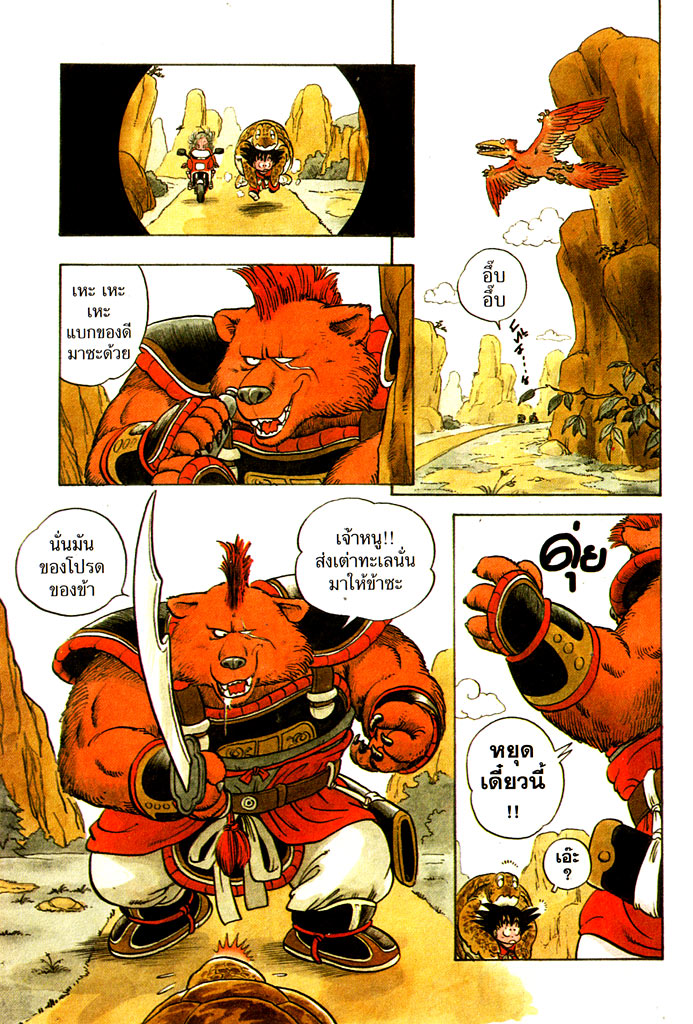 อึ๊บ
อึ๊บ
เหะ เหะ
เหะ
แบกของดี
มาซะด้วย
ตุ่ย
หยุด
เดี๋ยวนี้
!!
เอ๊ะ
?
เจ้าหนู!!
ส่งเต่าทะเลนั่น
มาให้ข้าซะ
นั่นมัน
ของโปรด
ของข้า